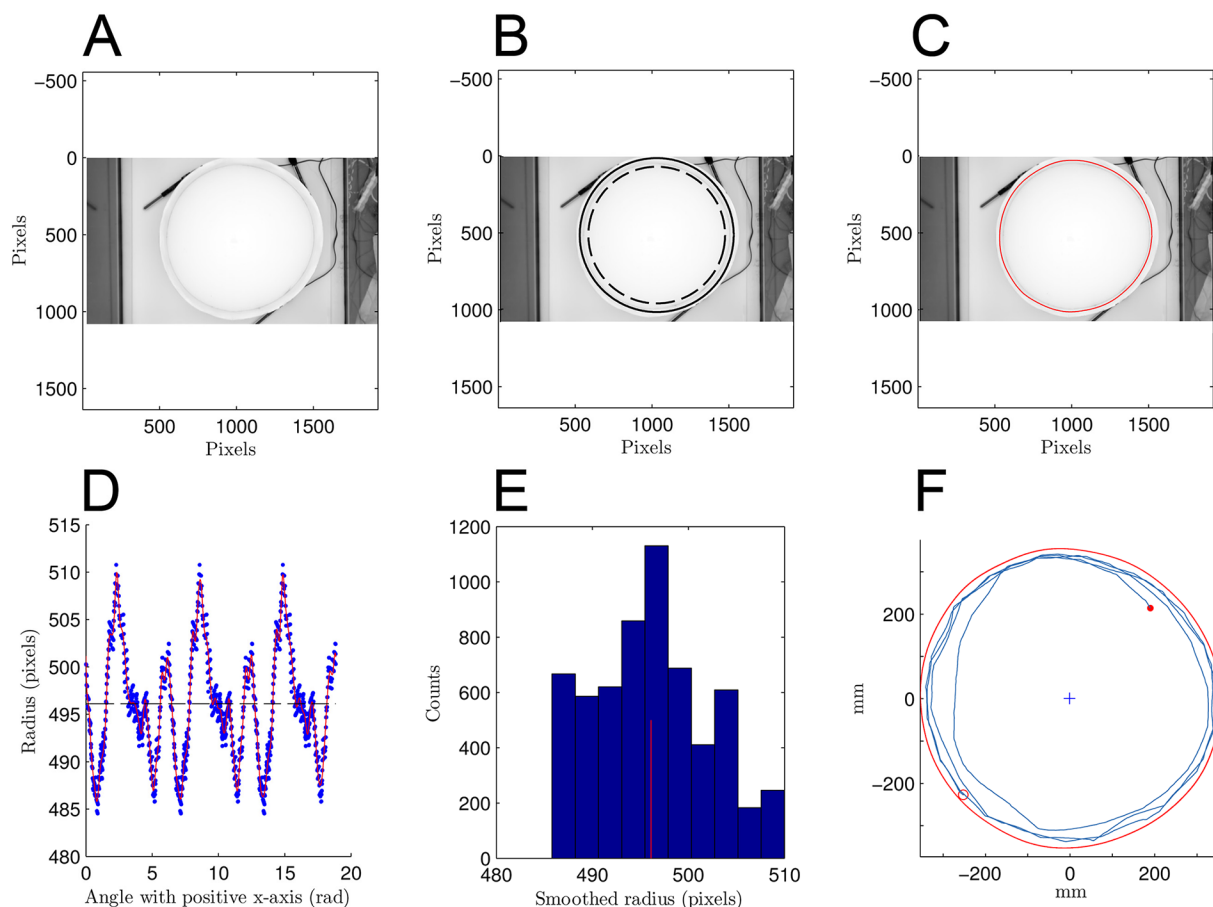 A
B
C
−500
0
500
1000
1500
Pixels
500 1000 1500
Pixels
−500
0
500
1000
1500
Pixels
500 1000 1500
Pixels
−500
0
500
1000
1500
Pixels
500 1000 1500
Pixels
D
E
F
515
510
505
500
495
490
485
480
Radius (pixels)
0 5 10 15 20
Angle with positive x-axis (rad)
1200
1000
800
600
400
200
0
Counts
480 490 500 510
Smoothed radius (pixels)
200
0
−200
mm
−200 0 200
mm